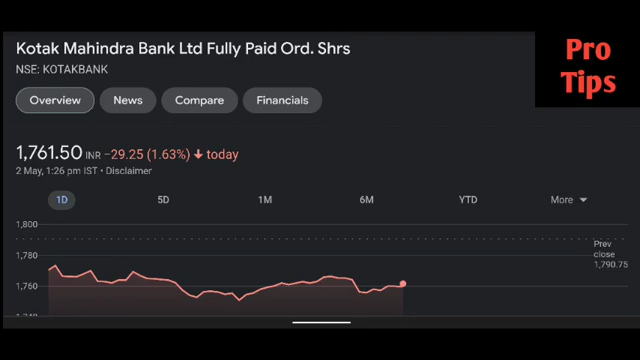 Kotak Mahindra Bank Ltd Fully Paid Ord. Shrs
NSE: KOTAKBANK
Pro
Tips
Overview News Compare Financials
1,761.50 INR −29.25 (1.63%) ↓ today
2 May, 1:26 pm IST • Disclaimer
1D 5D 1M 6M YTD More
1,800
1,780
1,760
1,740
Prev
close
1,790.75